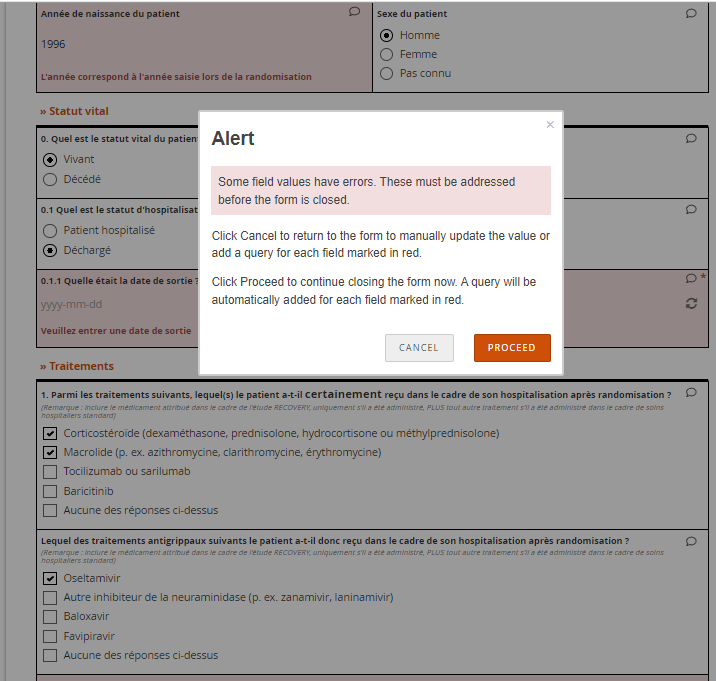 Année de naissance du patient
1996
L'année correspond à l'année saisie lors de la randomisation
Sexe du patient
Homme
Femme
Pas connu
» Statut vital
0. Quel est le statut vital du patien
Vivant
Décédé
0.1 Quel est le statut d'hospitalisat
Patient hospitalisé
Déchargé
0.1.1 Quelle était la date de sortie ?
*
yyyy-mm-dd
Veuillez entrer une date de sortie
×
Alert
Some field values have errors. These must be addressed
before the form is closed.
Click Cancel to return to the form to manually update the value or
add a query for each field marked in red.
Click Proceed to continue closing the form now. A query will be
automatically added for each field marked in red.
CANCEL
PROCEED
» Traitements
1. Parmi les traitements suivants, lequel(s) le patient a-t-il certainement reçu dans le cadre de son hospitalisation après randomisation ?
(Remarque : inclure le médicament attribué dans le cadre de l'étude RECOVERY, uniquement s'il a été administré, PLUS tout autre traitement s'il a été administré dans le cadre de soins
hospitaliers standard)
Corticostéroïde (dexaméthasone, prednisolone, hydrocortisone ou méthylprednisolone)
Macrolide (p. ex. azithromycine, clarithromycine, érythromycine)
Tocilizumab ou sarilumab
Baricitinib
Aucune des réponses ci-dessus
Lequel des traitements antigrippaux suivants le patient a-t-il donc reçu dans le cadre de son hospitalisation après randomisation ?
(Remarque : inclure le médicament attribué dans le cadre de l'étude RECOVERY, uniquement s'il a été administré, PLUS tout autre traitement s'il a été administré dans le cadre de soins
hospitaliers standard)
Oseltamivir
Autre inhibiteur de la neuraminidase (p. ex. zanamivir, laninamivir)
Baloxavir
Favipiravir
Aucune des réponses ci-dessus